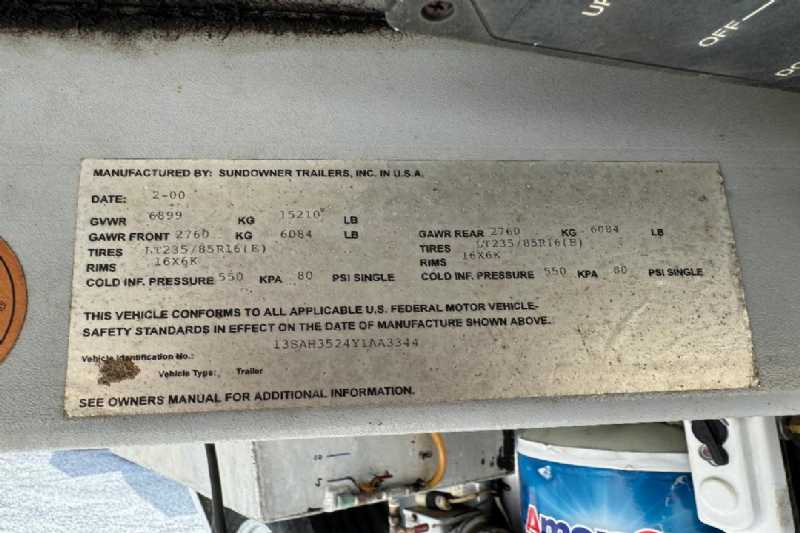 UP
OFF
MANUFACTURED BY: SUNDOWNER TRAILERS, INC. IN U.S.A.
DATE: 2-00
GVWR 6899 KG 15210 LB
GAWR FRONT 2760 KG 6084 LB GAWR REAR 2760 KG 6084 LB
TIRES LT235/85R16(E) TIRES LT235/85R16(E)
RIMS 16X6K RIMS 16X6K
COLD INF. PRESSURE 550 KPA 80 PSI SINGLE COLD INF. PRESSURE 550 KPA 80 PSI SINGLE
THIS VEHICLE CONFORMS TO ALL APPLICABLE U.S. FEDERAL MOTOR VEHICLE-
SAFETY STANDARDS IN EFFECT ON THE DATE OF MANUFACTURE SHOWN ABOVE.
13SAH3524Y1AA3344
Vehicle Identification No.:
Vehicle Type: Trailer
SEE OWNERS MANUAL FOR ADDITIONAL INFORMATION.